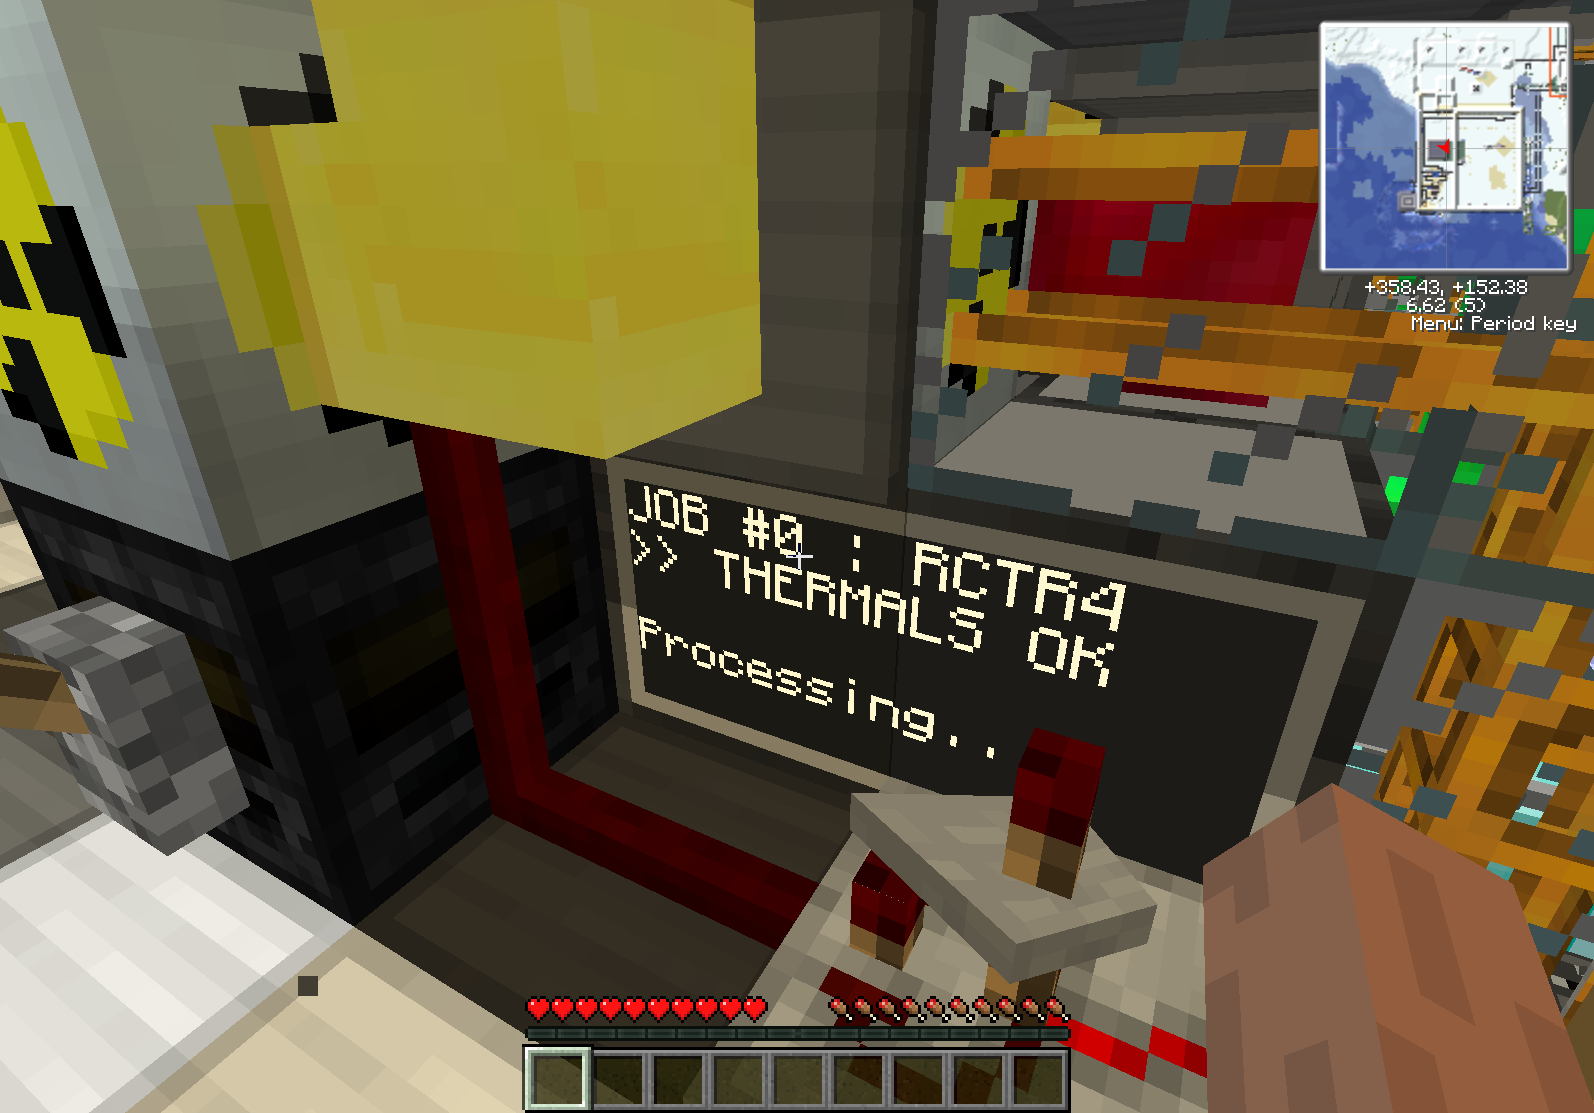 JOB #0 : RCTR4
>> THERMALS OK
Processing..
+358.43, +152.38
6.62 (5)
Menu: Period key